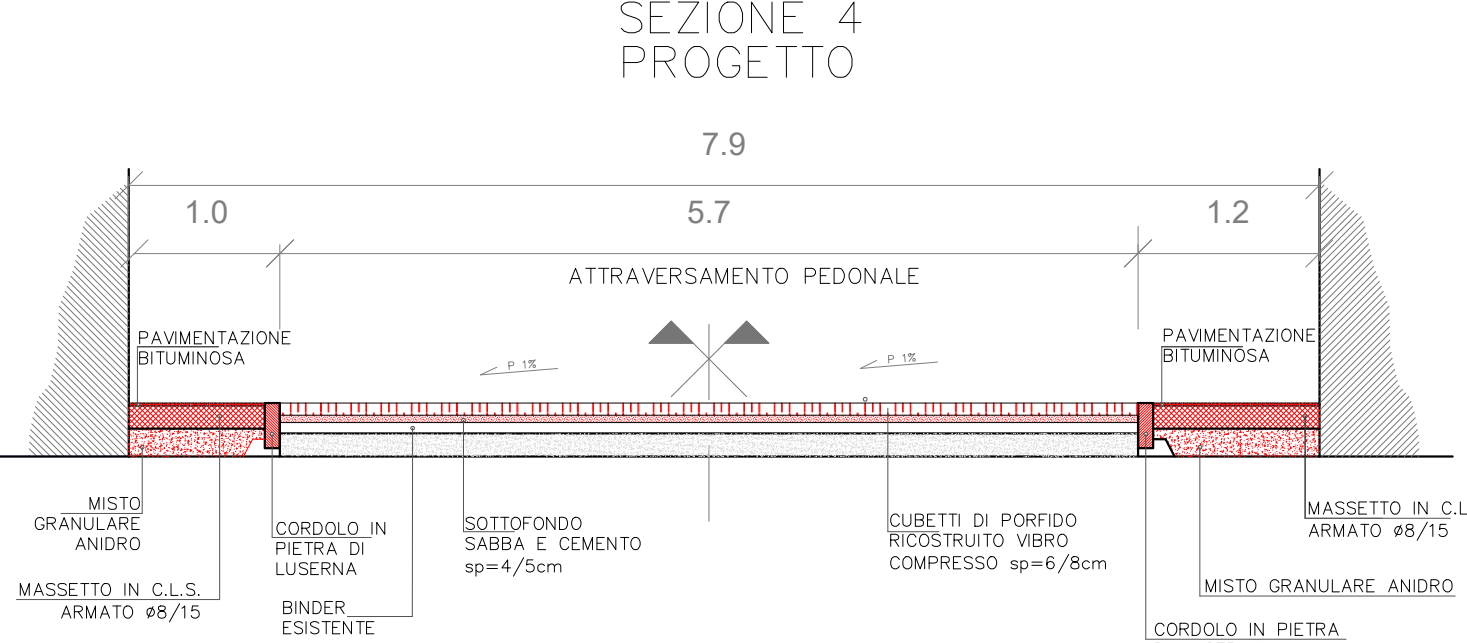 SEZIONE 4
PROGETTO
7.9
1.0
5.7
1.2
ATTRAVERSAMENTO PEDONALE
PAVIMENTAZIONE
BITUMINOSA
P 1%
P 1%
PAVIMENTAZIONE
BITUMINOSA
MISTO
GRANULARE
ANIDRO
MASSETTO IN C.L.S.
ARMATO ø8/15
CORDOLO IN
PIETRA DI
LUSERNA
BINDER
ESISTENTE
SOTTOFONDO
SABBA E CEMENTO
sp=4/5cm
CUBETTI DI PORFIDO
RICOSTRUITO VIBRO
COMPRESSO sp=6/8cm
MASSETTO IN C.L
ARMATO ø8/15
MISTO GRANULARE ANIDRO
CORDOLO IN PIETRA